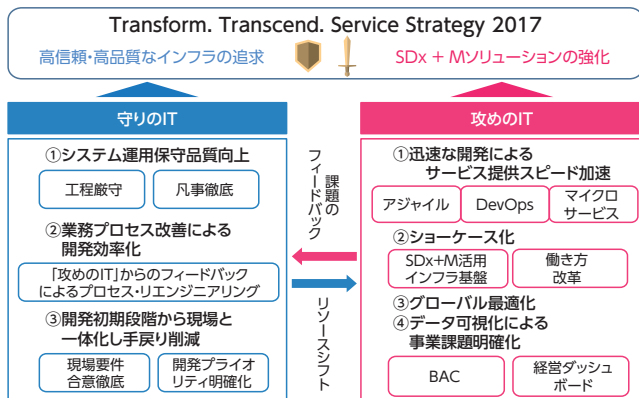 Transform. Transcend. Service Strategy 2017
高信頼・高品質なインフラの追求
SDx + Mソリューションの強化
守りのIT
①システム運用保守品質向上
工程厳守
凡事徹底
②業務プロセス改善による
開発効率化
「攻めのIT」からのフィードバック
によるプロセス・リエンジニアリング
③開発初期段階から現場と
一体化し手戻り削減
現場要件
合意徹底
開発プライオ
リティ明確化
課題の
フィードバック
リソースシフト
攻めのIT
①迅速な開発による
サービス提供スピード加速
アジャイル
DevOps
マイクロ
サービス
②ショーケース化
SDx+M活用
インフラ基盤
働き方
改革
③グローバル最適化
④データ可視化による
事業課題明確化
BAC
経営ダッシュ
ボード